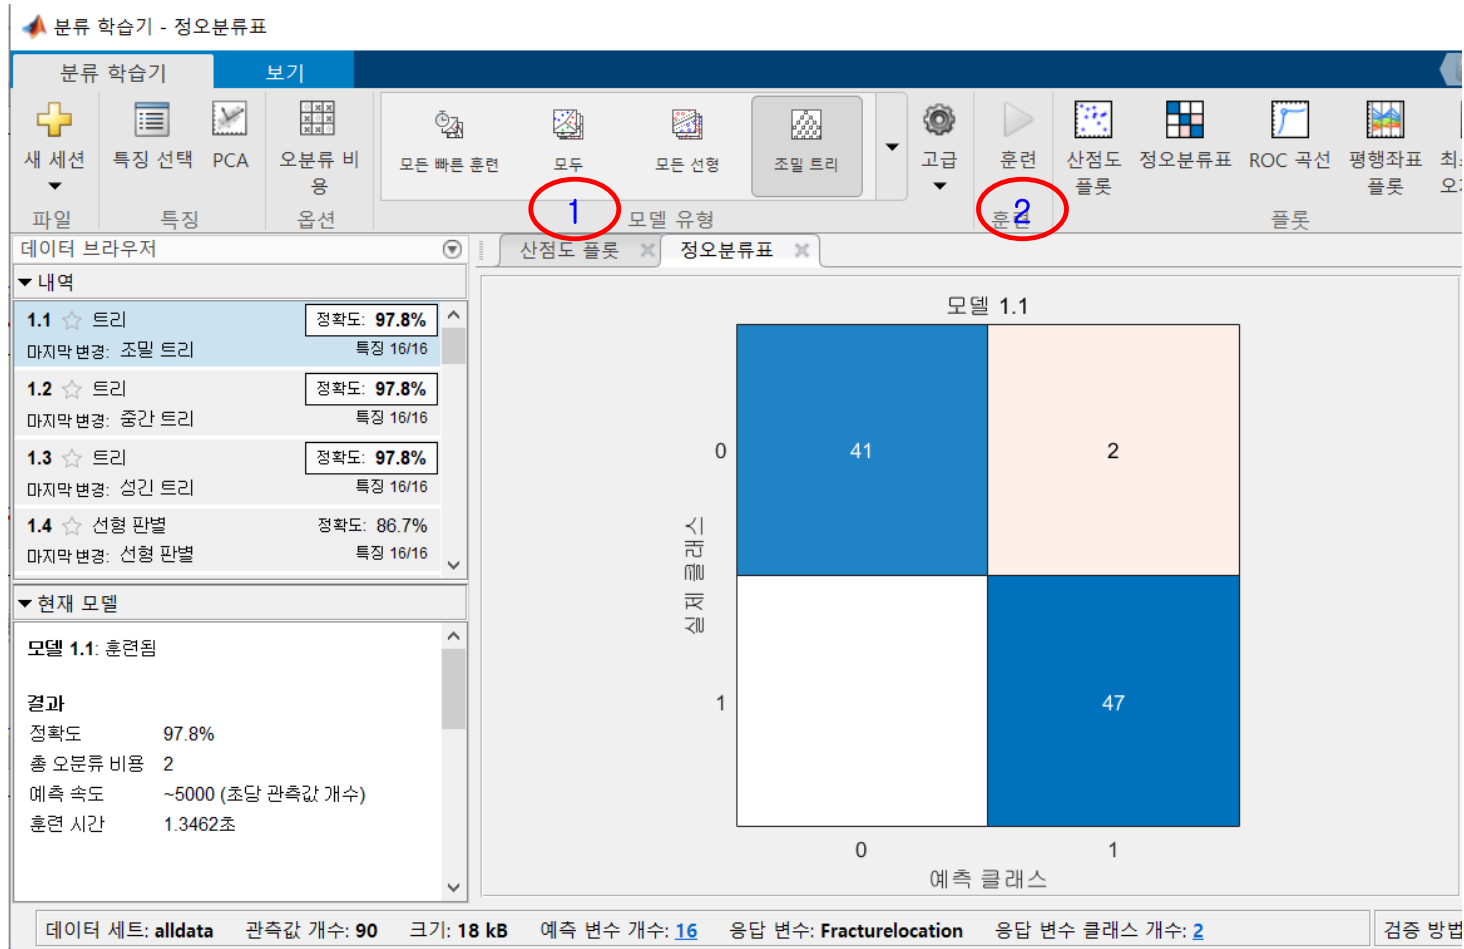 분류 학습기 - 정오분류표
분류 학습기 보기
새 세션 특징 선택 PCA 오분류 비용 모든 빠른 훈련 모두 모든 선형 조밀 트리 고급 훈련 산점도 플롯 정오분류표 ROC 곡선 평행좌표 플롯
파일 특징 옵션 1 모델 유형 2 훈련 플롯
데이터 브라우저
산점도 플롯 정오분류표
내역
1.1 트리 정확도: 97.8%
마지막 변경: 조밀 트리 특징 16/16
1.2 트리 정확도: 97.8%
마지막 변경: 중간 트리 특징 16/16
1.3 트리 정확도: 97.8%
마지막 변경: 성긴 트리 특징 16/16
1.4 선형 판별 정확도: 86.7%
마지막 변경: 선형 판별 특징 16/16
현재 모델
모델 1.1: 훈련됨
결과
정확도 97.8%
총 오분류 비용 2
예측 속도 ~5000 (초당 관측값 개수)
훈련 시간 1.3462초
모델 1.1
0 41 2
실제 클래스
1 47
0 1
예측 클래스
데이터 세트: alldata 관측값 개수: 90 크기: 18 kB 예측 변수 개수: 16 응답 변수: Fracturelocation 응답 변수 클래스 개수: 2 검증 방법